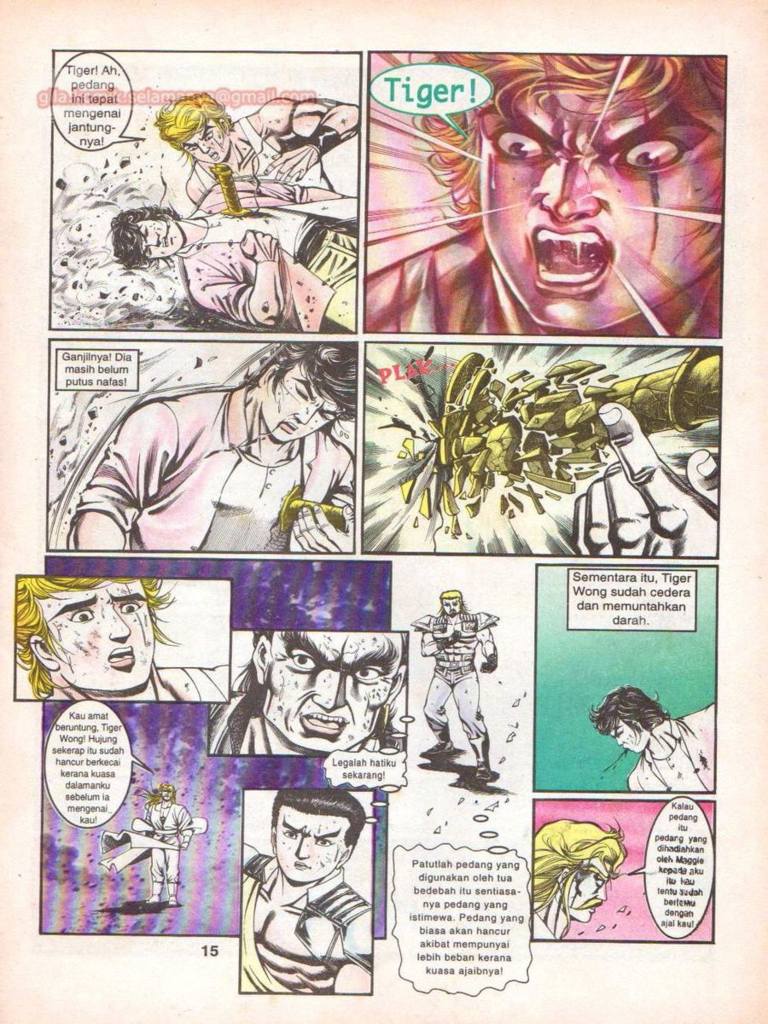 Tiger! Ah,
pedang
ini tepat
mengenai
jantung-
nya!
Tiger!
Ganjilnya! Dia
masih belum
putus nafas!
PLAK
Sementara itu, Tiger
Wong sudah cedera
dan memuntahkan
darah.
Kau amat
beruntung, Tiger
Wong! Hujung
sekerap itu sudah
hancur berkecai
kerana kuasa
dalamanku
sebelum ia
mengenai
kau!
Legalah hatiku
sekarang!
Patutlah pedang yang
digunakan oleh tua
bedebah itu sentiasa-
nya pedang yang
istimewa. Pedang yang
biasa akan hancur
akibat mempunyai
lebih beban kerana
kuasa ajaibnya!
Kalau
pedang
itu
pedang yang
dihadiahkan
oleh Maggie
kepada aku
itu kau
tentu sudah
bertemu
dengan
ajal kau!
15